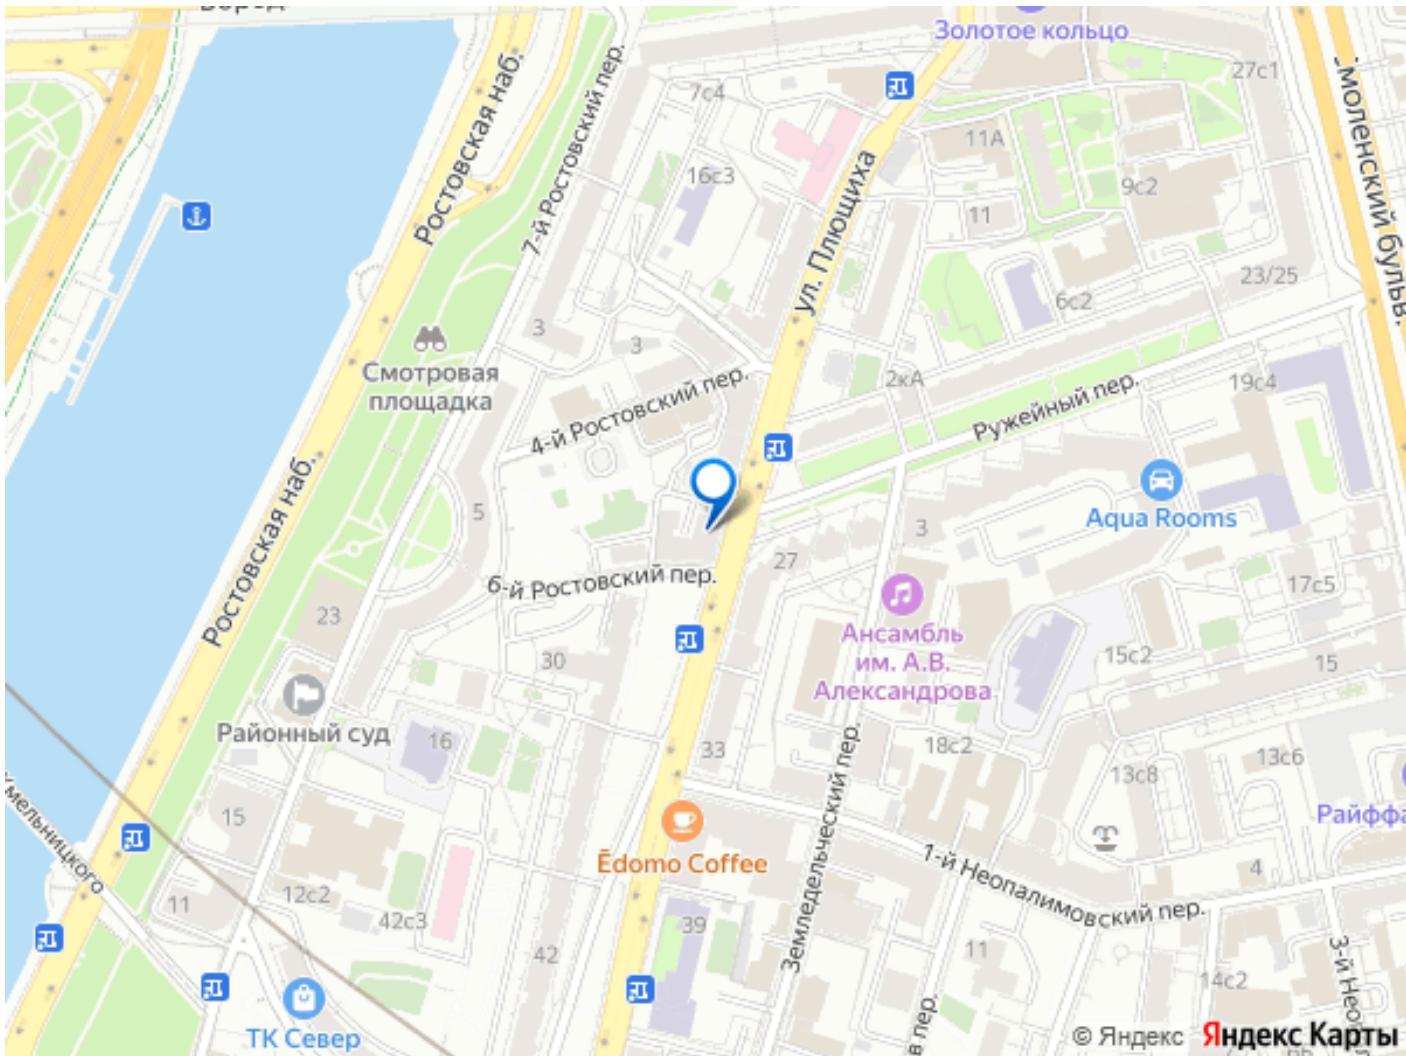 Золотое кольцо
27с1
7с4
Ростовская наб.
7-й Ростовский пер.
11А
16с3
9с2
ул. Плющиха
11
23/25
6с2
3
3
Смотровая
площадка
2кА
19с4
4-й Ростовский пер.
Ружейный пер.
Aqua Rooms
5
3
Ростовская наб.
27
6-й Ростовский пер.
17с5
23
Ансамбль
им. А.В.
Александрова
15с2
15
30
Районный суд
16
33
18с2
13с6
13с8
15
Ēdomo Coffee
1-й Неопалимовский пер.
Земледельческий пер.
4
11
12с2
42с3
39
42
11
14с2
ТК Север
в пер.
© Яндекс Яндекс Карты